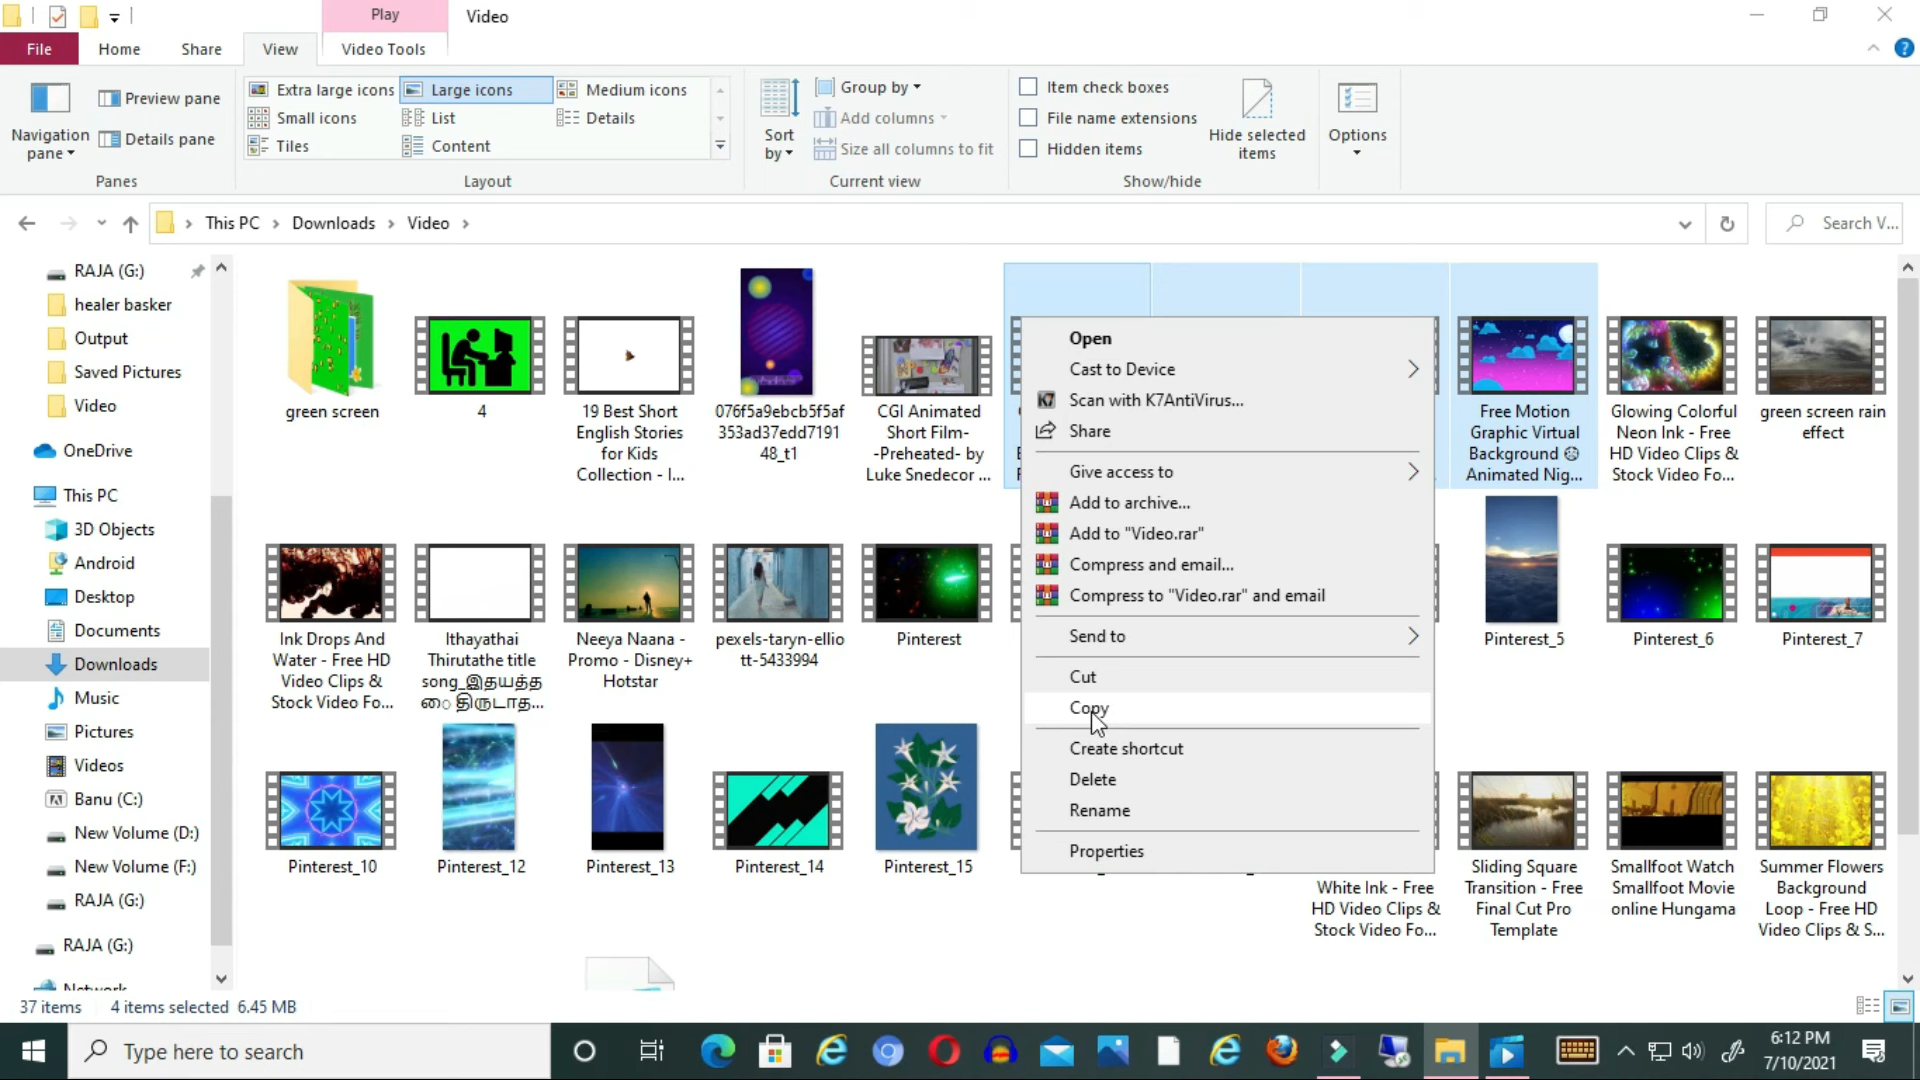 Play
Video
File
Home
Share
View
Video Tools
Navigation pane
Preview pane
Details pane
Panes
Extra large icons
Large icons
Medium icons
Small icons
List
Details
Tiles
Content
Layout
Sort by
Group by
Add columns
Size all columns to fit
Current view
Item check boxes
File name extensions
Hidden items
Hide selected items
Show/hide
Options
This PC > Downloads > Video >
Search V...
RAJA (G:)
healer basker
Output
Saved Pictures
Video
OneDrive
This PC
3D Objects
Android
Desktop
Documents
Downloads
Music
Pictures
Videos
Banu (C:)
New Volume (D:)
New Volume (F:)
RAJA (G:)
RAJA (G:)
Network
green screen
4
19 Best Short
English Stories
for Kids
Collection - I...
076f5a9ebcb5f5af
353ad37edd7191
48_t1
CGI Animated
Short Film-
-Preheated- by
Luke Snedecor ...
Free Motion
Graphic Virtual
Background
Animated Nig...
Glowing Colorful
Neon Ink - Free
HD Video Clips &
Stock Video Fo...
green screen rain
effect
Open
Cast to Device
Scan with K7AntiVirus...
Share
Give access to
Add to archive...
Add to "Video.rar"
Compress and email...
Compress to "Video.rar" and email
Send to
Cut
Copy
Create shortcut
Delete
Rename
Properties
Ink Drops And
Water - Free HD
Video Clips &
Stock Video Fo...
Ithayathai
Thirutathe title
song_இதயத்த
ை திருடாத...
Neeya Naana -
Promo - Disney+
Hotstar
pexels-taryn-ellio
tt-5433994
Pinterest
Pinterest_5
Pinterest_6
Pinterest_7
Pinterest_10
Pinterest_12
Pinterest_13
Pinterest_14
Pinterest_15
White Ink - Free
HD Video Clips &
Stock Video Fo...
Sliding Square
Transition - Free
Final Cut Pro
Template
Smallfoot Watch
Smallfoot Movie
online Hungama
Summer Flowers
Background
Loop - Free HD
Video Clips & S...
37 items
4 items selected 6.45 MB
Type here to search
6:12 PM
7/10/2021